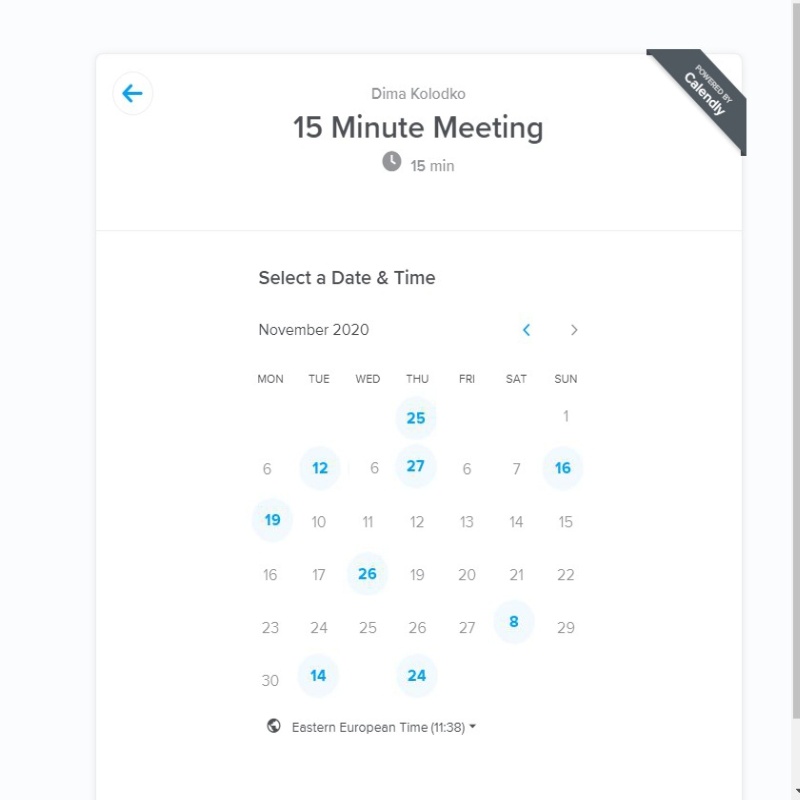 POWERED BY
Calendly
Dima Kolodko
15 Minute Meeting
15 min
Select a Date & Time
November 2020
MON TUE WED THU FRI SAT SUN
25 1
6 12 6 27 6 7 16
19 10 11 12 13 14 15
16 17 26 19 20 21 22
23 24 25 26 27 8 29
30 14 24
Eastern European Time (11:38)